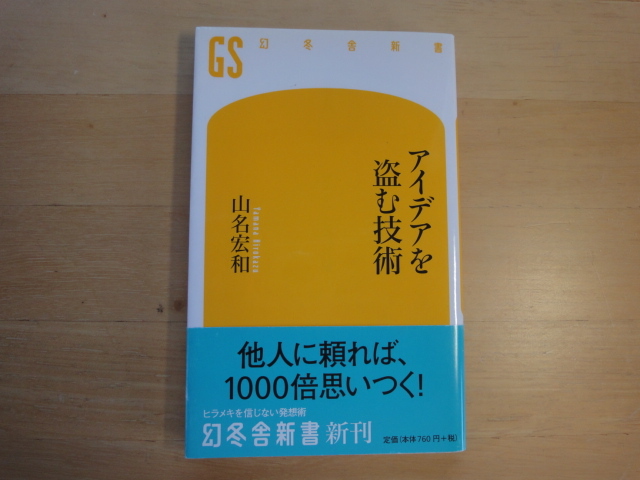 GS 幻冬舎新書
アイデアを
盗む技術
山名宏和
Yamana Hirokazu
他人に頼れば、
1000倍思いつく!
ヒラメキを信じない発想術
幻冬舎新書 新刊
定価(本体760円+税)